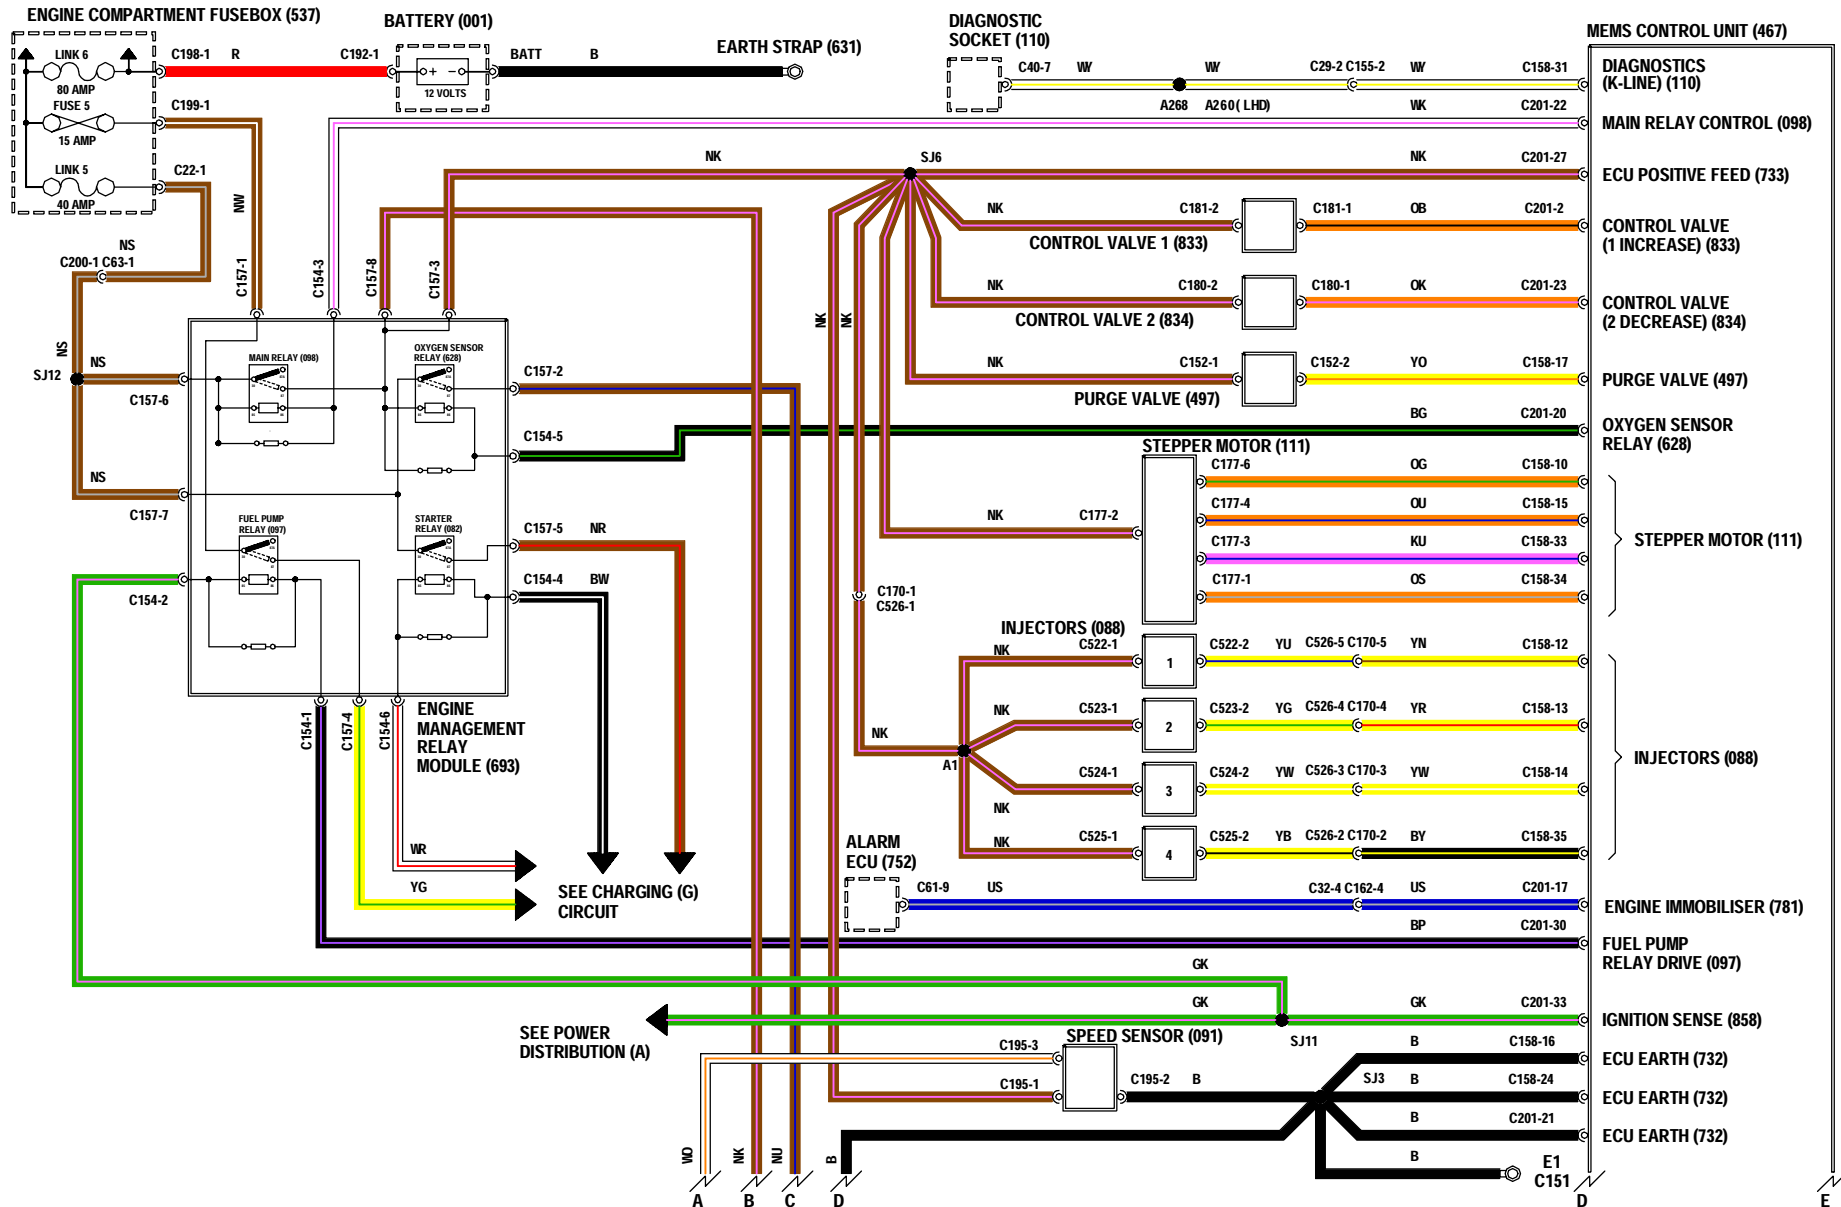 ENGINE COMPARTMENT FUSEBOX (537)
BATTERY (001)
DIAGNOSTIC
SOCKET (110)
EARTH STRAP (631)
MEMS CONTROL UNIT (467)
LINK 6
80 AMP
FUSE 5
15 AMP
LINK 5
40 AMP
C198-1
R
C192-1
+ -
12 VOLTS
BATT
B
C199-1
C22-1
NW
NS
C200-1 C63-1
NS
SJ12
NS
C157-6
NS
C157-7
C157-1
C154-3
C157-8
C157-3
C40-7
WY
WY
C29-2 C155-2
WY
C158-31
A268
A260( LHD)
DIAGNOSTICS
(K-LINE) (110)
WK
C201-22
MAIN RELAY CONTROL (098)
NK
SJ6
NK
C201-27
ECU POSITIVE FEED (733)
NK
C181-2
C181-1
OB
C201-2
CONTROL VALVE 1 (833)
CONTROL VALVE
(1 INCREASE) (833)
NK
C180-2
C180-1
OK
C201-23
CONTROL VALVE 2 (834)
CONTROL VALVE
(2 DECREASE) (834)
NK
NK
NK
C152-1
C152-2
YO
C158-17
PURGE VALVE (497)
PURGE VALVE (497)
MAIN RELAY (098)
OXYGEN SENSOR
RELAY (628)
C157-2
C154-5
BG
C201-20
OXYGEN SENSOR
RELAY (628)
STEPPER MOTOR (111)
C177-6
OG
C158-10
C177-4
OU
C158-15
NK
C177-2
C177-3
KU
C158-33
C177-1
OS
C158-34
STEPPER MOTOR (111)
FUEL PUMP
RELAY (097)
STARTER
RELAY (082)
C157-5
NR
C154-4
BW
C154-2
C170-1
C526-1
INJECTORS (088)
NK
C522-1
1
C522-2
YU
C526-5 C170-5
YN
C158-12
NK
C523-1
2
C523-2
YG
C526-4 C170-4
YR
C158-13
NK
A1
C524-1
3
C524-2
YW
C526-3 C170-3
YW
C158-14
NK
NK
C525-1
4
C525-2
YB
C526-2 C170-2
BY
C158-35
INJECTORS (088)
C154-1
C157-4
C154-6
ENGINE
MANAGEMENT
RELAY
MODULE (693)
WR
YG
SEE CHARGING (G)
CIRCUIT
ALARM
ECU (752)
C61-9
US
C32-4 C162-4
US
C201-17
ENGINE IMMOBILISER (781)
BP
C201-30
FUEL PUMP
RELAY DRIVE (097)
GK
GK
GK
C201-33
IGNITION SENSE (858)
SEE POWER
DISTRIBUTION (A)
SJ11
SPEED SENSOR (091)
C195-3
C195-1
C195-2
B
SJ3
B
C158-16
ECU EARTH (732)
B
C158-24
ECU EARTH (732)
B
C201-21
ECU EARTH (732)
B
E1
C151
WO
NK
NU
B
A
B
C
D
D
E